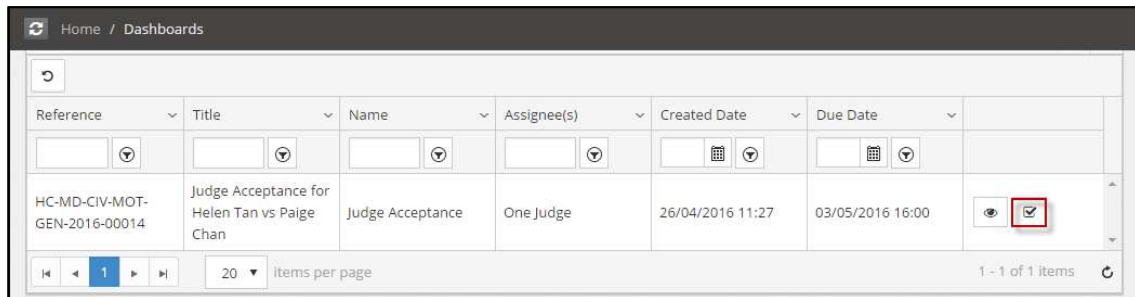 Home / Dashboards
Reference Title Name Assignee(s) Created Date Due Date
HC-MD-CIV-MOT-
GEN-2016-00014
Judge Acceptance for
Helen Tan vs Paige
Chan
Judge Acceptance
One Judge
26/04/2016 11:27
03/05/2016 16:00
1 20 items per page 1 - 1 of 1 items